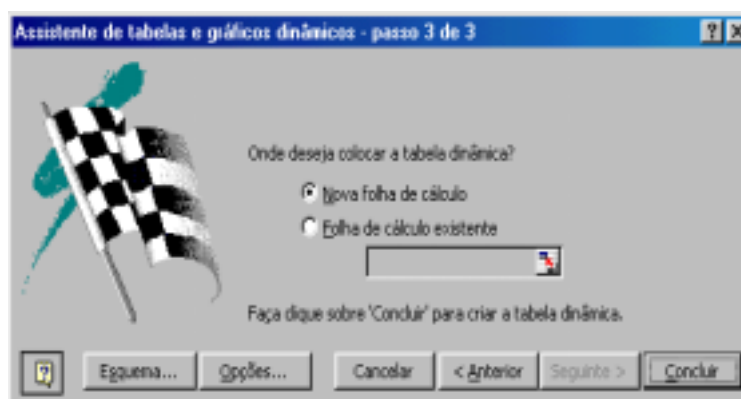 Assistente de tabelas e gráficos dinâmicos - passo 3 de 3
Onde deseja colocar a tabela dinâmica?
Nova folha de cálculo
Folha de cálculo existente
Faça clique sobre 'Concluir' para criar a tabela dinâmica.
Esquema... Opções... Cancelar < Anterior Seguinte > Concluir